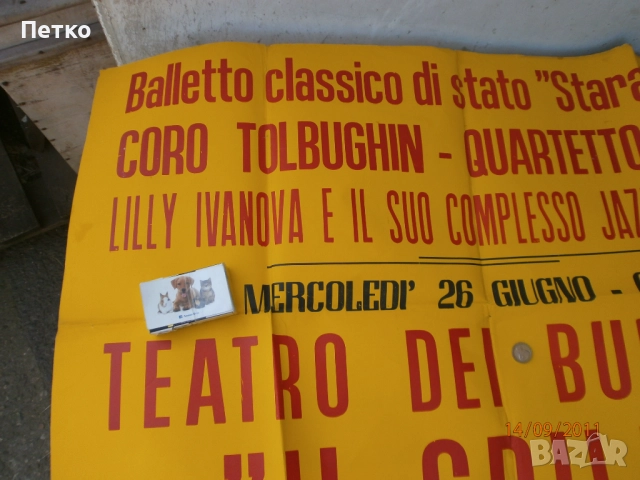 Петко
Balletto classico di stato "Stara
CORO TOLBUGHIN - QUARTETTO
LILLY IVANOVA E IL SUO COMPLESSO JAZ
MERCOLEDI' 26 GIUGNO -
TEATRO DEI BU
"IL
14/09/2011
BAZAR